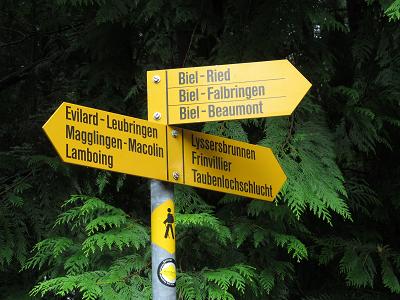 Biel-Ried
Biel-Falbringen
Biel-Beaumont
Evilard-Leubringen
Magglingen-Macolin
Lamboing
Lyssersbrunnen
Frinvillier
Taubenlochschlucht